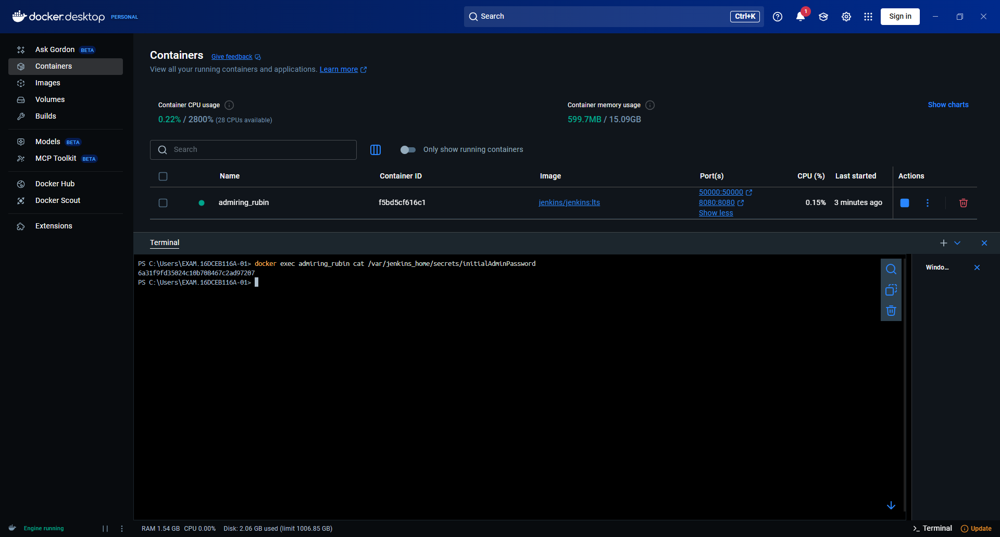 docker.desktop PERSONAL
Search Ctrl+K
1
Sign in
Ask Gordon BETA
Containers
Images
Volumes
Builds
Models BETA
MCP Toolkit BETA
Docker Hub
Docker Scout
Extensions
Containers Give feedback
View all your running containers and applications. Learn more
Container CPU usage
0.22% / 2800% (28 CPUs available)
Container memory usage
599.7MB / 15.09GB
Show charts
Search
Only show running containers
Name Container ID Image Port(s) CPU (%) Last started Actions
admiring_rubin f5bd5cf616c1 jenkins/jenkins:lts 50000:50000
8080:8080
Show less
0.15% 3 minutes ago
Terminal
PS C:\Users\EXAM.16DCEB116A-01> docker exec admiring_rubin cat /var/jenkins_home/secrets/initialAdminPassword
6a31f9fd35024c10b708467c2ad97207
PS C:\Users\EXAM.16DCEB116A-01>
Windo...
Engine running
RAM 1.54 GB CPU 0.00% Disk: 2.06 GB used (limit 1006.85 GB)
Terminal
Update